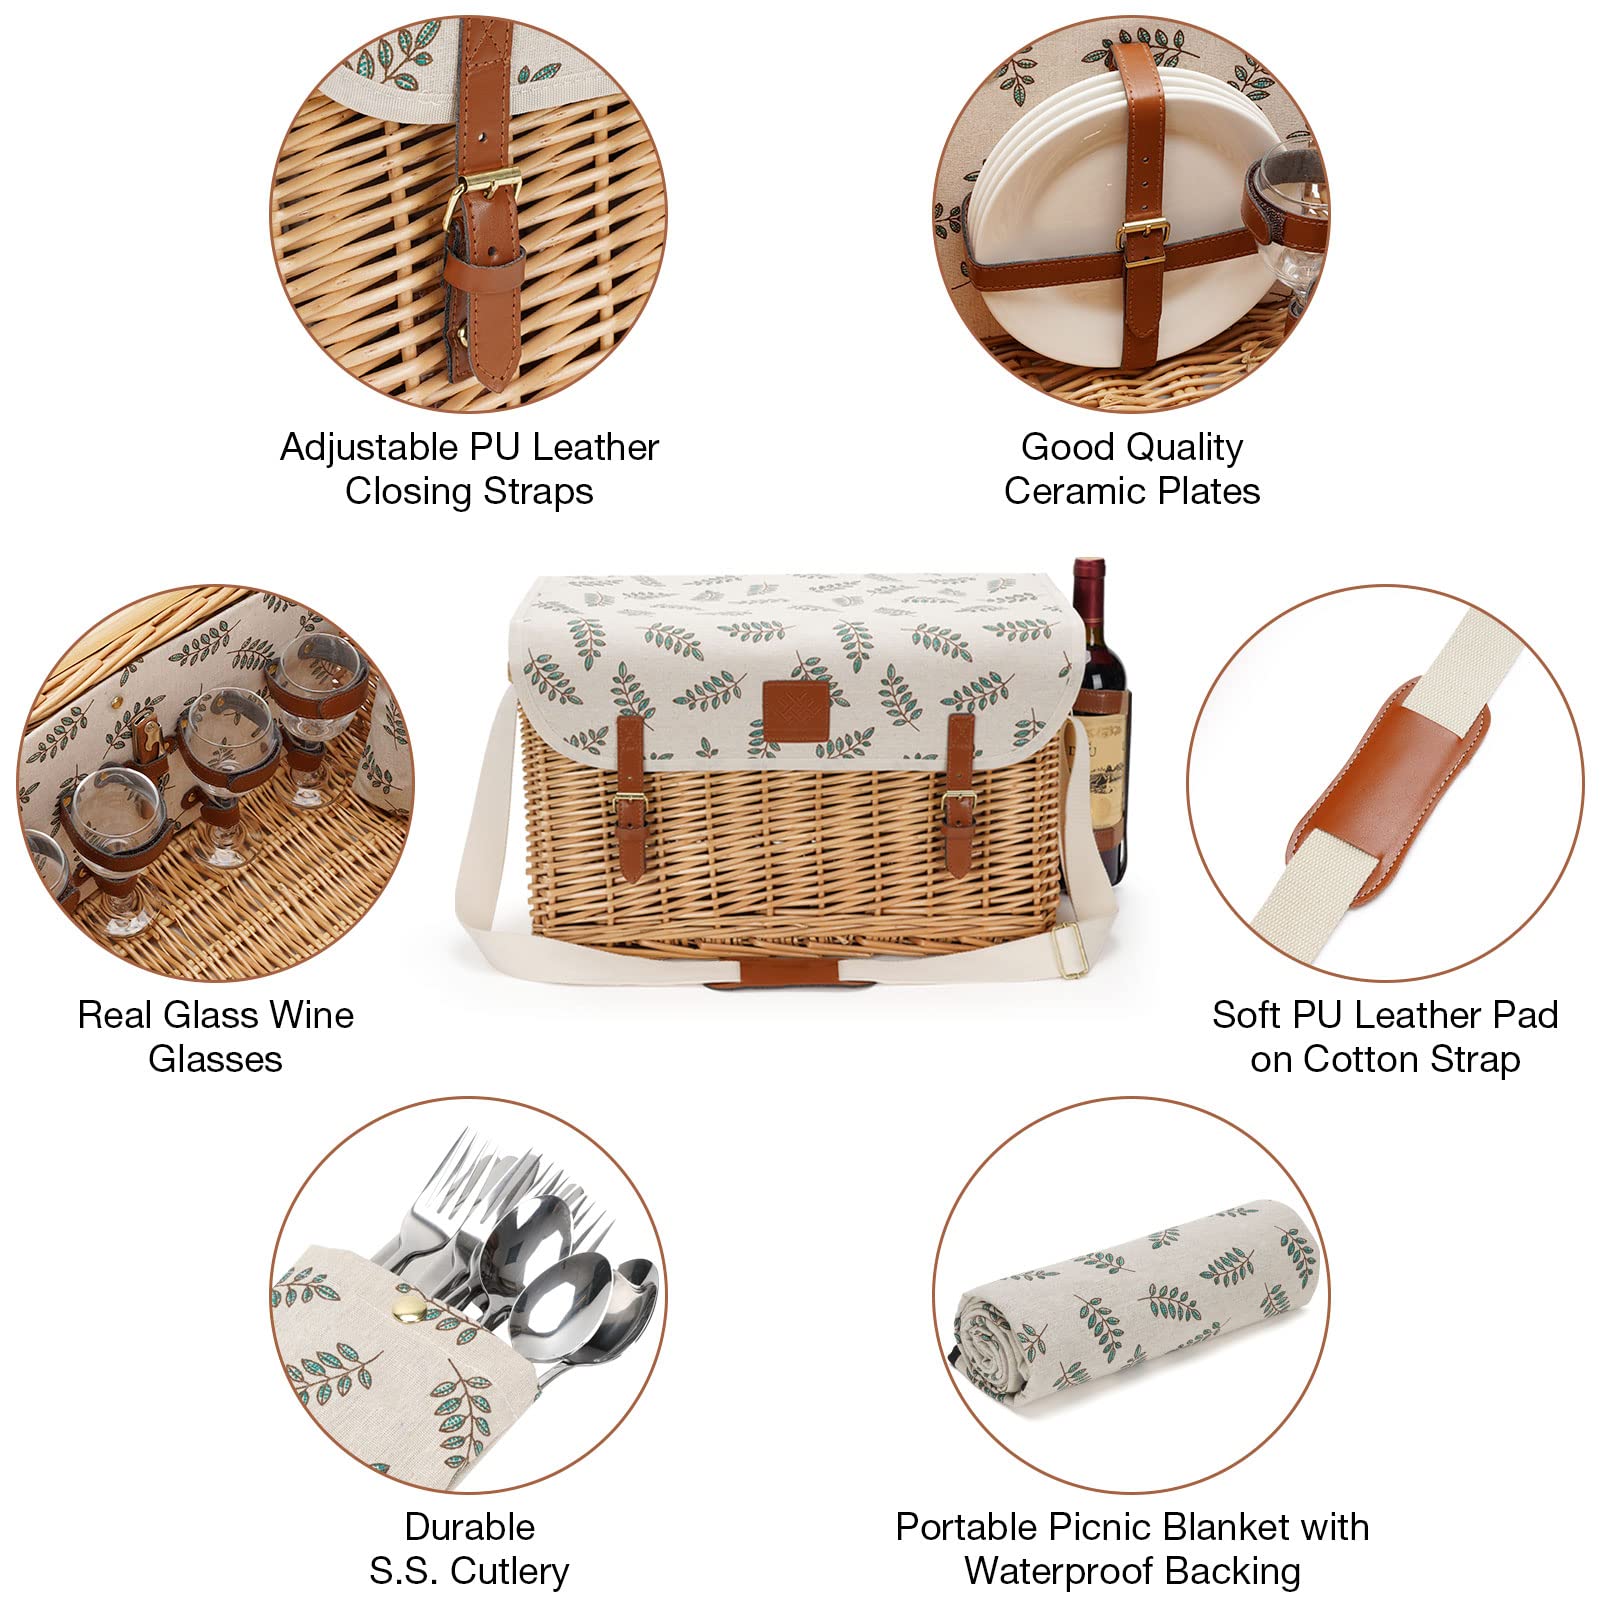 Adjustable PU Leather
Closing Straps
Good Quality
Ceramic Plates
Real Glass Wine
Glasses
Soft PU Leather Pad
on Cotton Strap
Durable
S.S. Cutlery
Portable Picnic Blanket with
Waterproof Backing